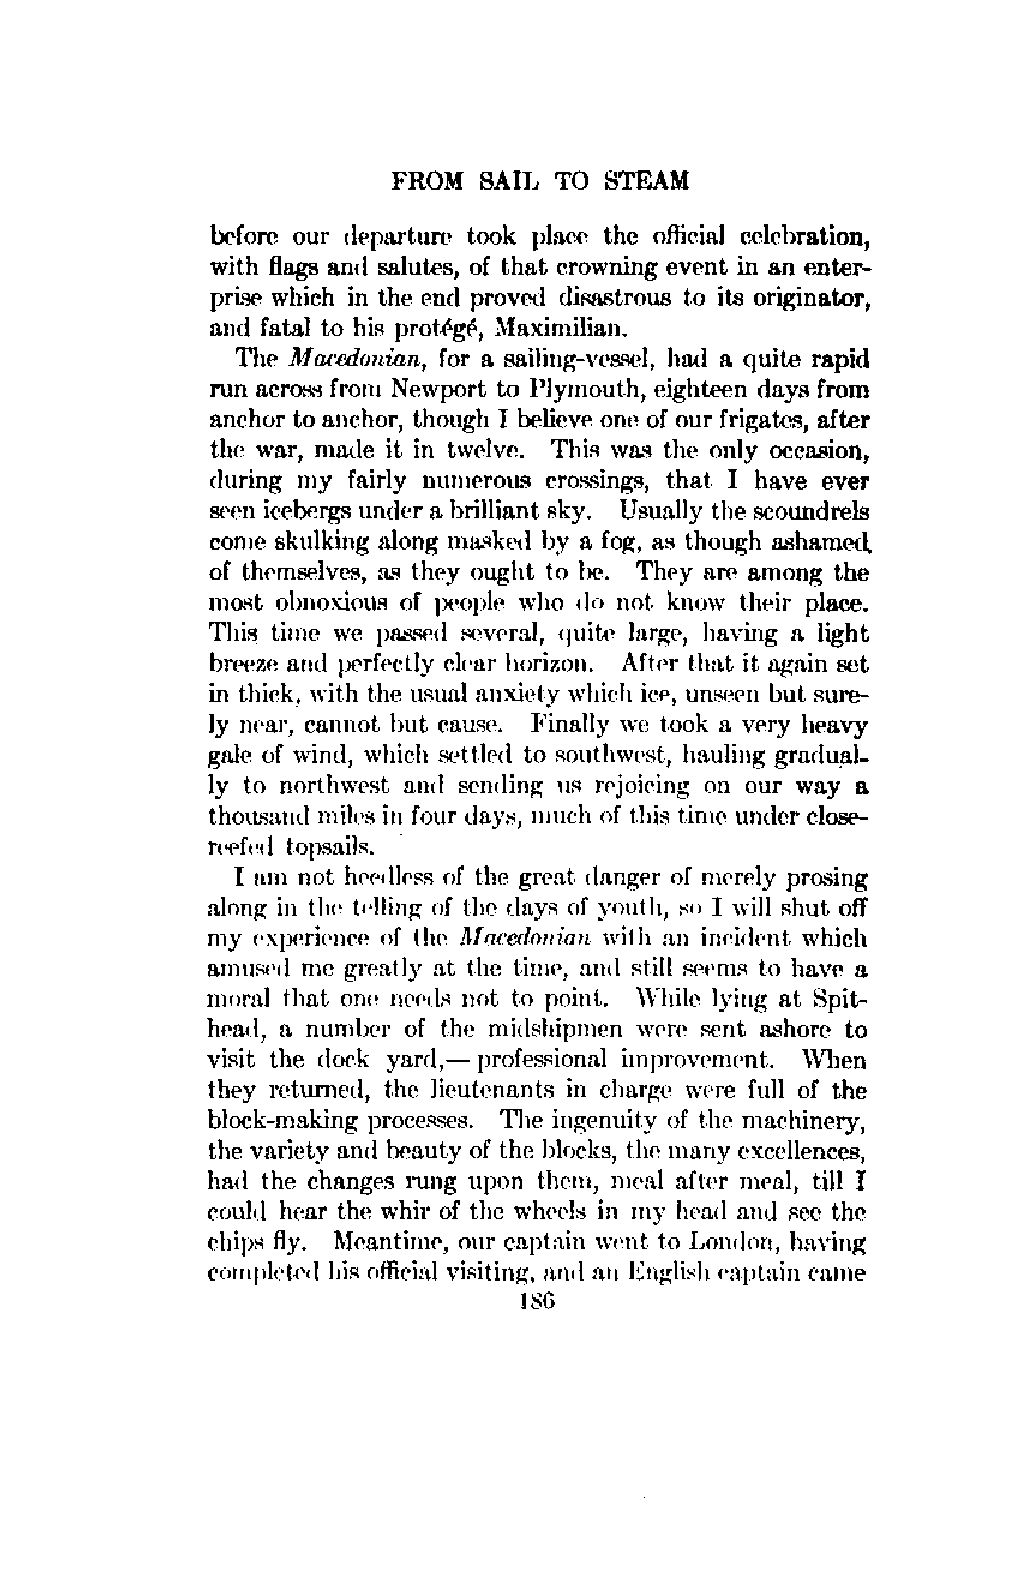 FROM SAIL TO STEAM
before our departure took place the official celebration,
with flags and salutes, of that crowning event in an enter-
prise which in the end proved disastrous to its originator,
and fatal to his protégé, Maximilian.
The Macedonian, for a sailing-vessel, had a quite rapid
run across from Newport to Plymouth, eighteen days from
anchor to anchor, though I believe one of our frigates, after
the war, made it in twelve. This was the only occasion,
during my fairly numerous crossings, that I have ever
seen icebergs under a brilliant sky. Usually the scoundrels
come skulking along masked by a fog, as though ashamed
of themselves, as they ought to be. They are among the
most obnoxious of people who do not know their place.
This time we passed several, quite large, having a light
breeze and perfectly clear horizon. After that it again set
in thick, with the usual anxiety which ice, unseen but sure-
ly near, cannot but cause. Finally we took a very heavy
gale of wind, which settled to southwest, hauling gradual-
ly to northwest and sending us rejoicing on our way a
thousand miles in four days, much of this time under close-
reefed topsails.
I am not heedless of the great danger of merely prosing
along in the telling of the days of youth, so I will shut off
my experience of the Macedonian with an incident which
amused me greatly at the time, and still seems to have a
moral that one needs not to point. While lying at Spit-
head, a number of the midshipmen were sent ashore to
visit the dock yard,—professional improvement. When
they returned, the lieutenants in charge were full of the
block-making processes. The ingenuity of the machinery,
the variety and beauty of the blocks, the many excellences,
had the changes rung upon them, meal after meal, till I
could hear the whir of the wheels in my head and see the
chips fly. Meantime, our captain went to London, having
completed his official visiting, and an English captain came
186